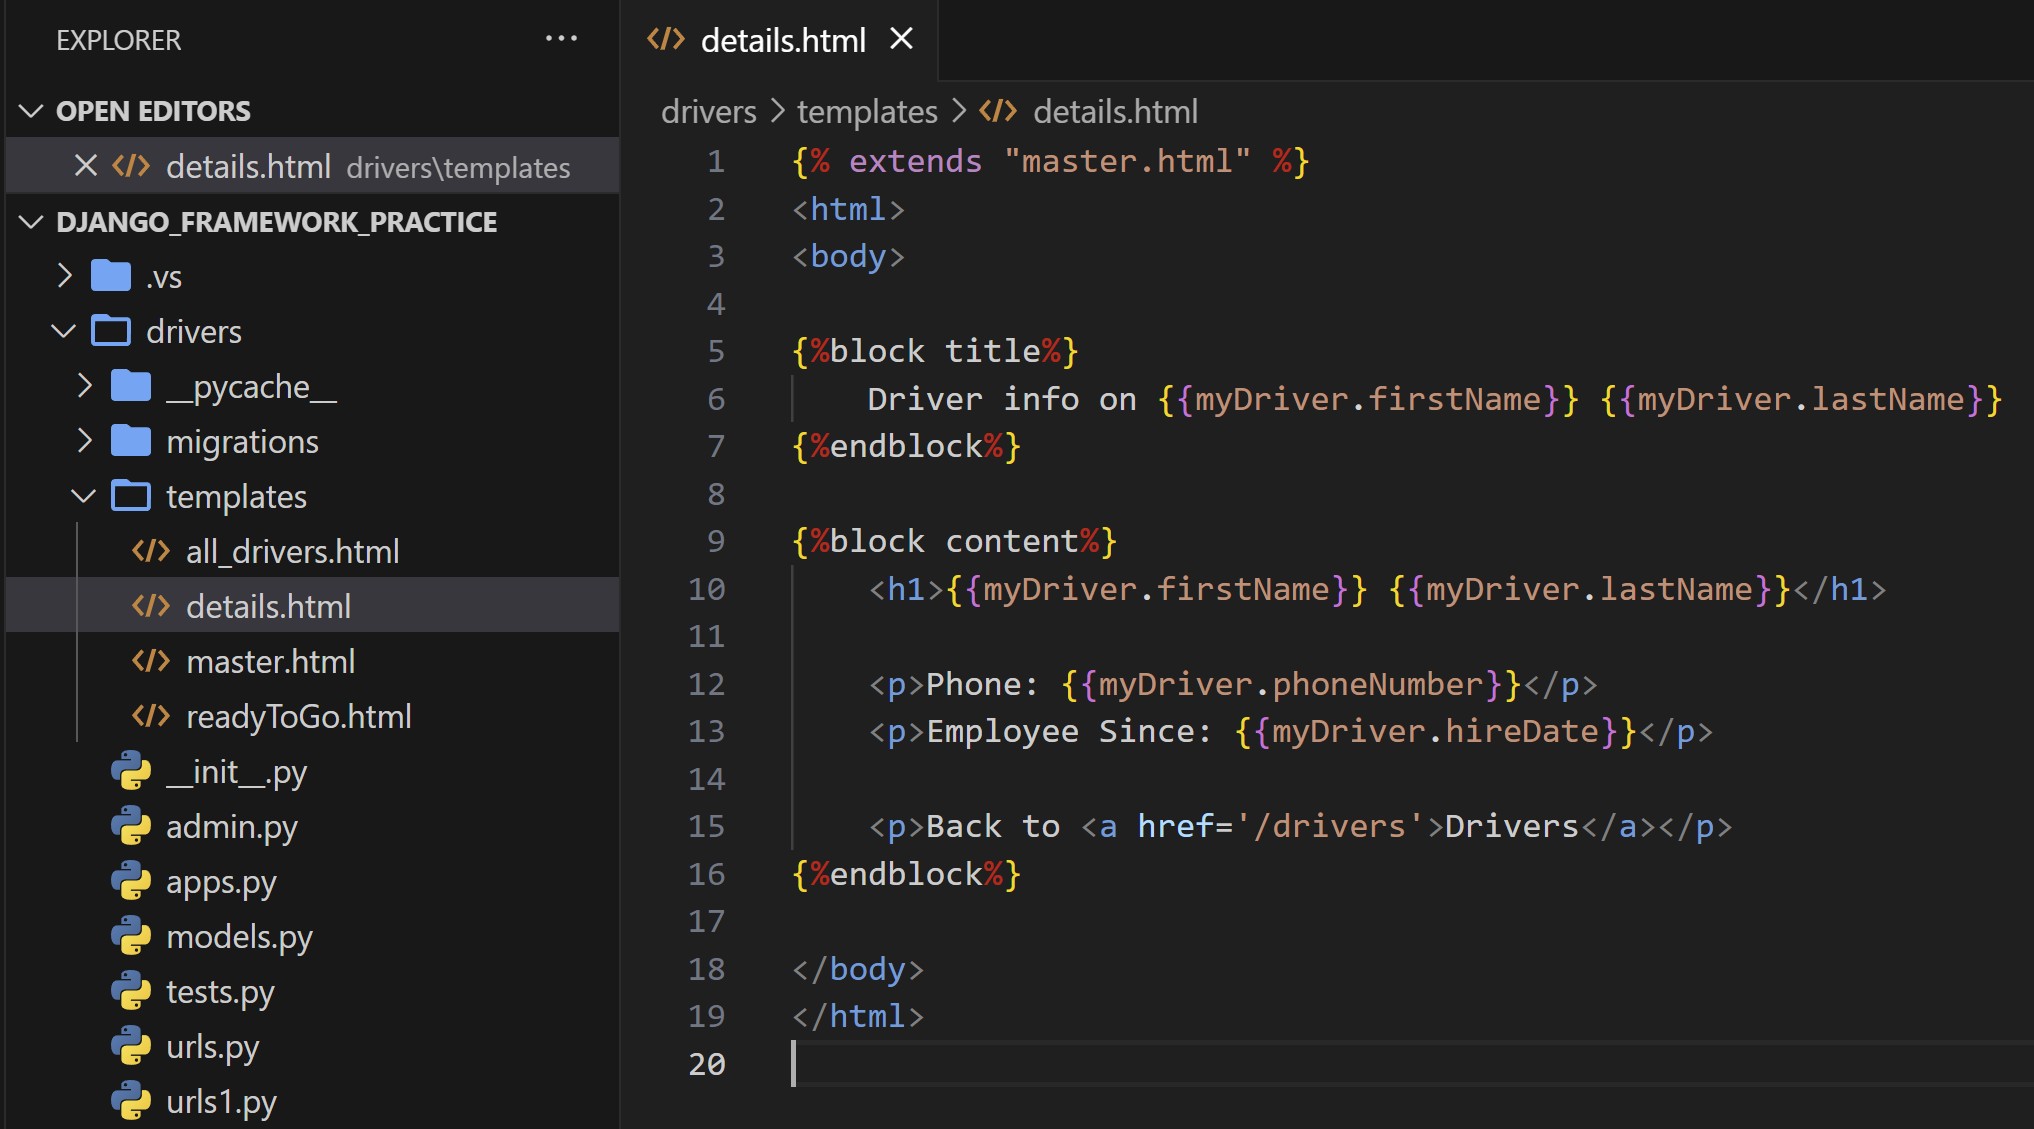 EXPLORER ···
OPEN EDITORS
details.html drivers\templates
DJANGO_FRAMEWORK_PRACTICE
.vs
drivers
__pycache__
migrations
templates
all_drivers.html
details.html
master.html
readyToGo.html
__init__.py
admin.py
apps.py
models.py
tests.py
urls.py
urls1.py
details.html
drivers > templates > details.html
1 {% extends "master.html" %}
2 <html>
3 <body>
4
5 {%block title%}
6     Driver info on {{myDriver.firstName}} {{myDriver.lastName}}
7 {%endblock%}
8
9 {%block content%}
10     <h1>{{myDriver.firstName}} {{myDriver.lastName}}</h1>
11
12     <p>Phone: {{myDriver.phoneNumber}}</p>
13     <p>Employee Since: {{myDriver.hireDate}}</p>
14
15     <p>Back to <a href='/drivers'>Drivers</a></p>
16 {%endblock%}
17
18 </body>
19 </html>
20